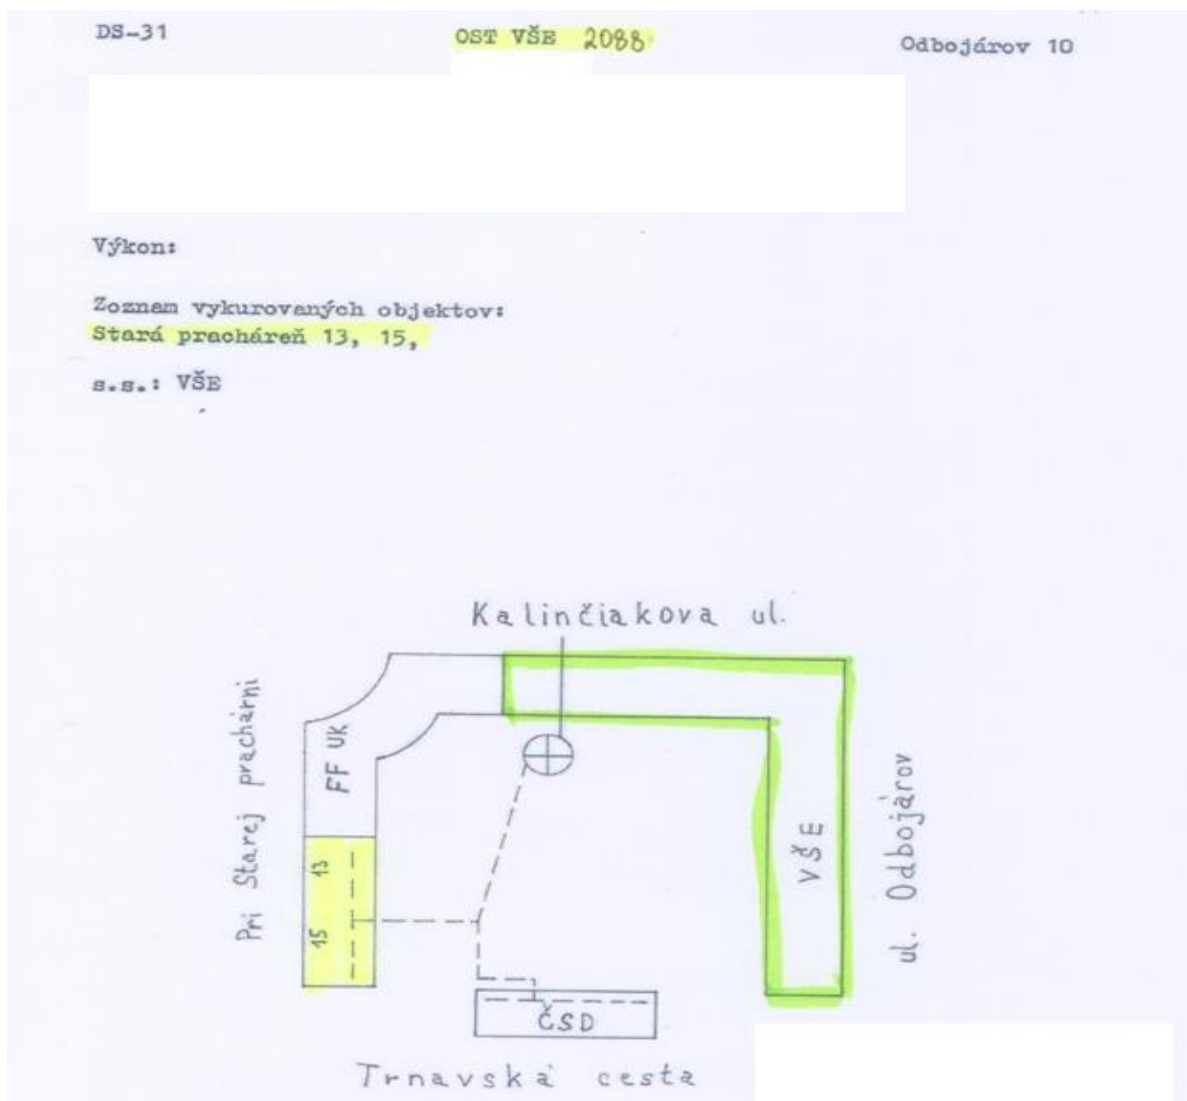 DS-31 OST VŠE 2088 Odbojárov 10
Výkon:
Zoznam vykurovaných objektov:
Stará pracháreň 13, 15,
s.s.: VŠE
Kalinčiakova ul.
Pri Starej prachárni
FF UK
13
15
VŠE
ul. Odbojárov
ČSD
Trnavská cesta